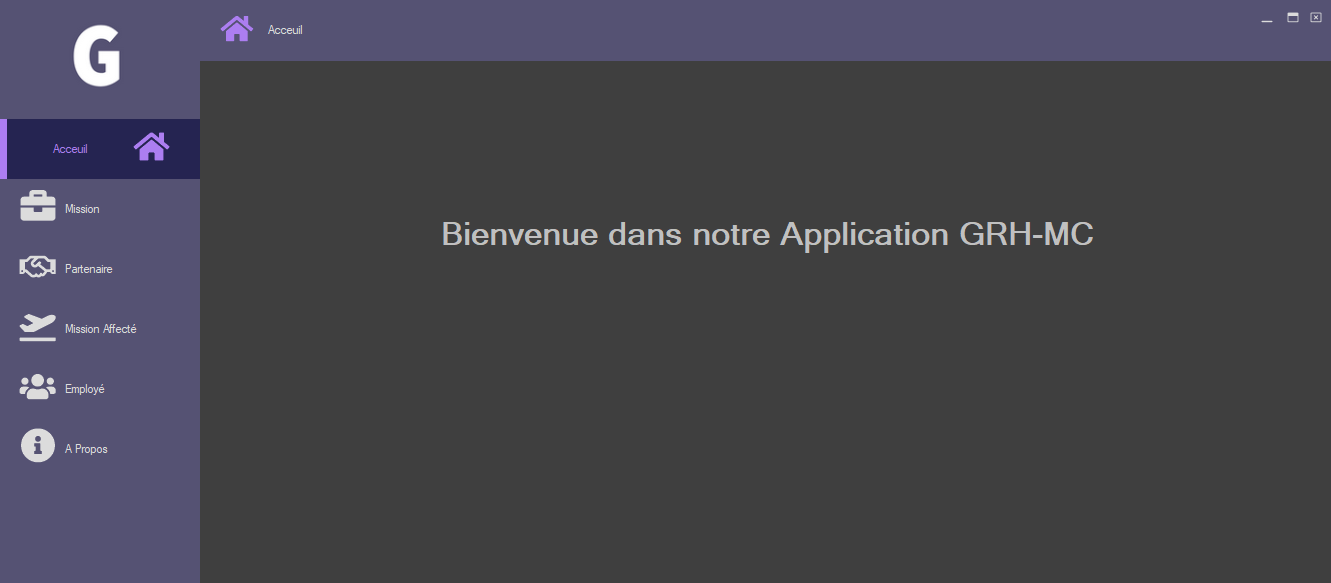 G
Acceuil
Acceuil
Mission
Partenaire
Mission Affecté
Employé
A Propos
Bienvenue dans notre Application GRH-MC